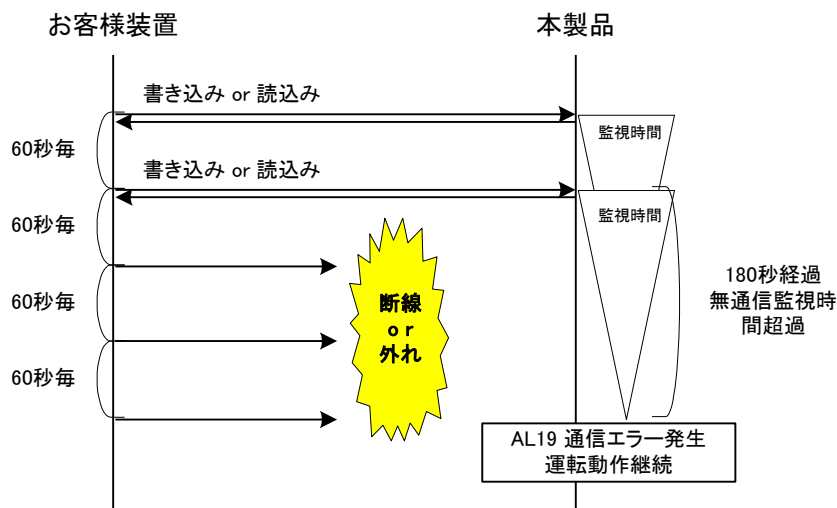 お客様装置
本製品
書き込み or 読込み
監視時間
60秒毎
書き込み or 読込み
監視時間
60秒毎
180秒経過
無通信監視時
間超過
断線
or
外れ
60秒毎
60秒毎
AL19 通信エラー発生
運転動作継続